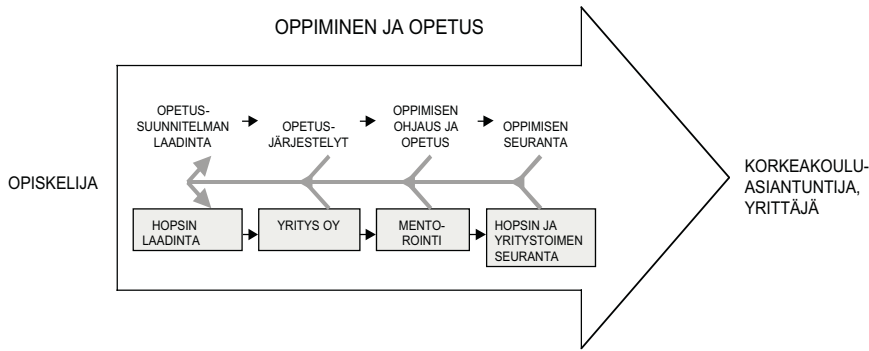 OPPIMINEN JA OPETUS
OPISKELIJA
OPETUS-
SUUNNITELMAN
LAADINTA
OPETUS-
JÄRJESTELYT
OPPIMISEN
OHJAUS JA
OPETUS
OPPIMISEN
SEURANTA
HOPSIN
LAADINTA
YRITYS OY
MENTO-
ROINTI
HOPSIN JA
YRITYSTOIMEN
SEURANTA
KORKEAKOULU-
ASIANTUNTIJA,
YRITTÄJÄ